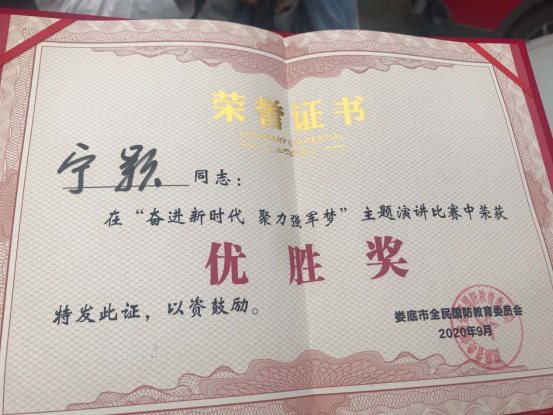 荣誉证书
HONORARY CREDENTIAL
宁颢 同志：
在“奋进新时代 聚力强军梦”主题演讲比赛中荣获
优胜奖
特发此证，以资鼓励。
娄底市全民国防教育委员会
2020年9月